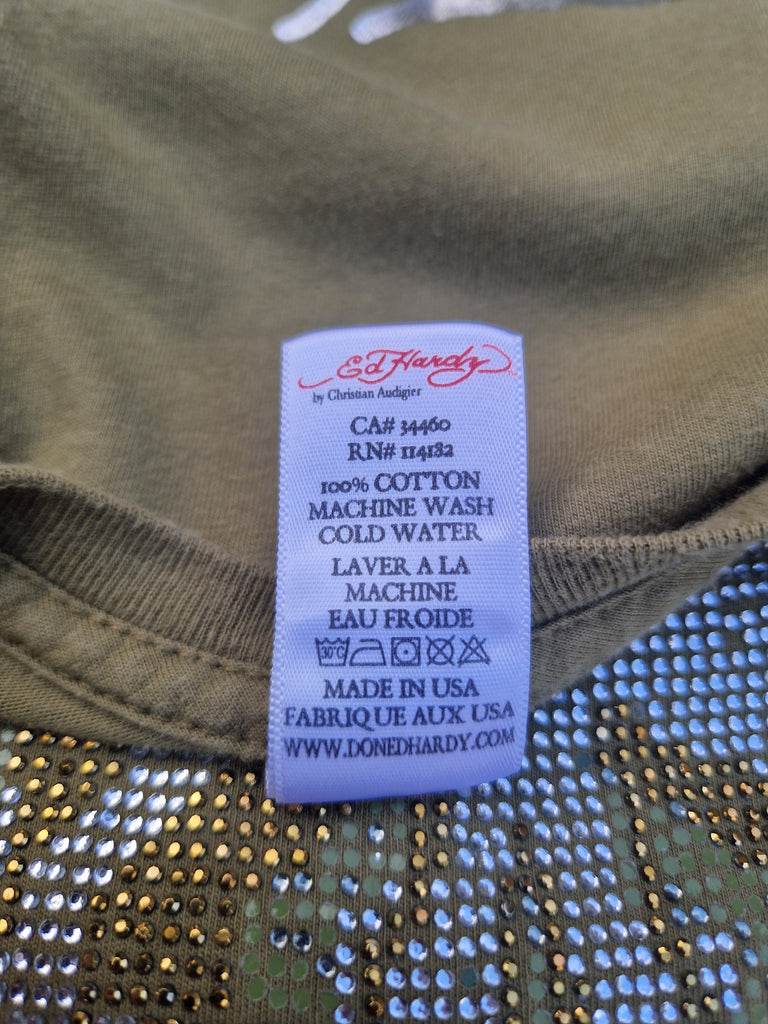 Ed Hardy
by Christian Audigier
CA# 34460
RN# 114182
100% COTTON
MACHINE WASH
COLD WATER
LAVER A LA
MACHINE
EAU FROIDE
30°C
MADE IN USA
FABRIQUE AUX USA
WWW.DONEDHARDY.COM